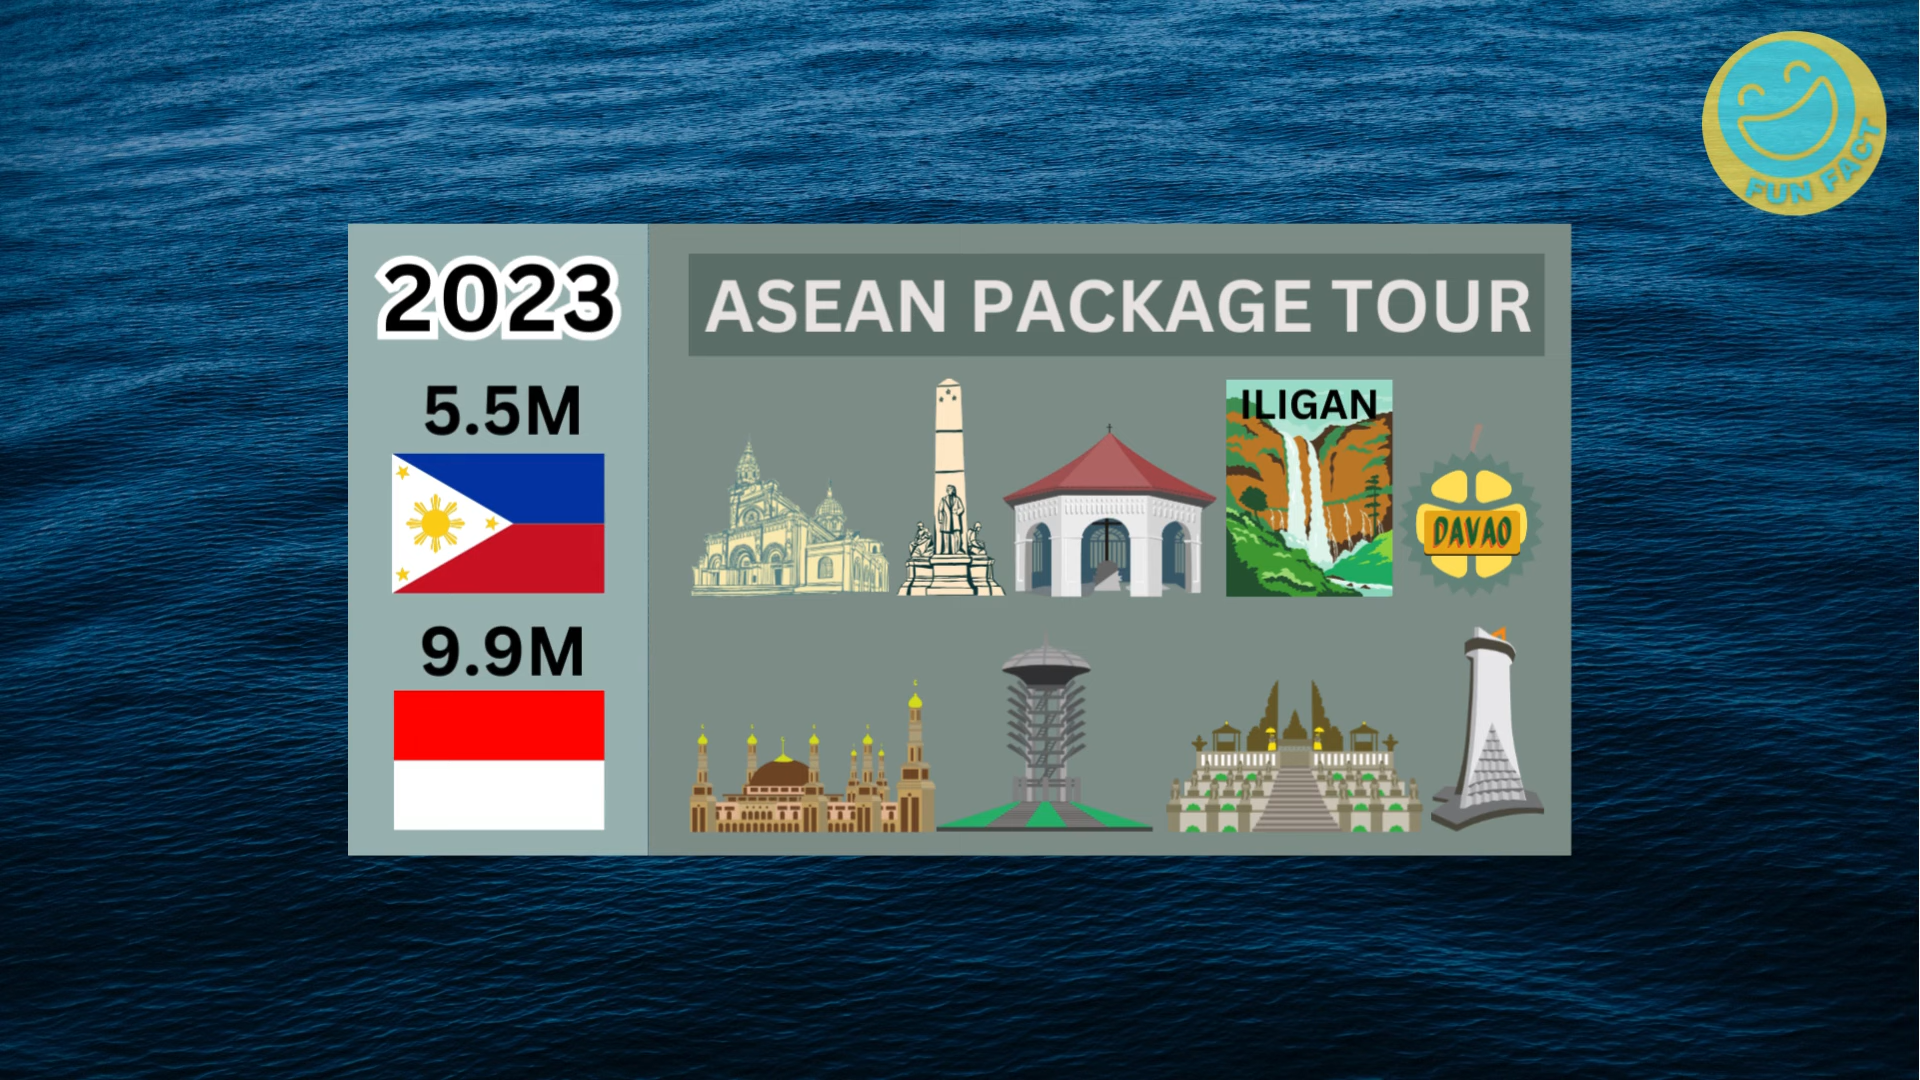 FUN FACT
2023
ASEAN PACKAGE TOUR
5.5M
ILIGAN
DAVAO
9.9M